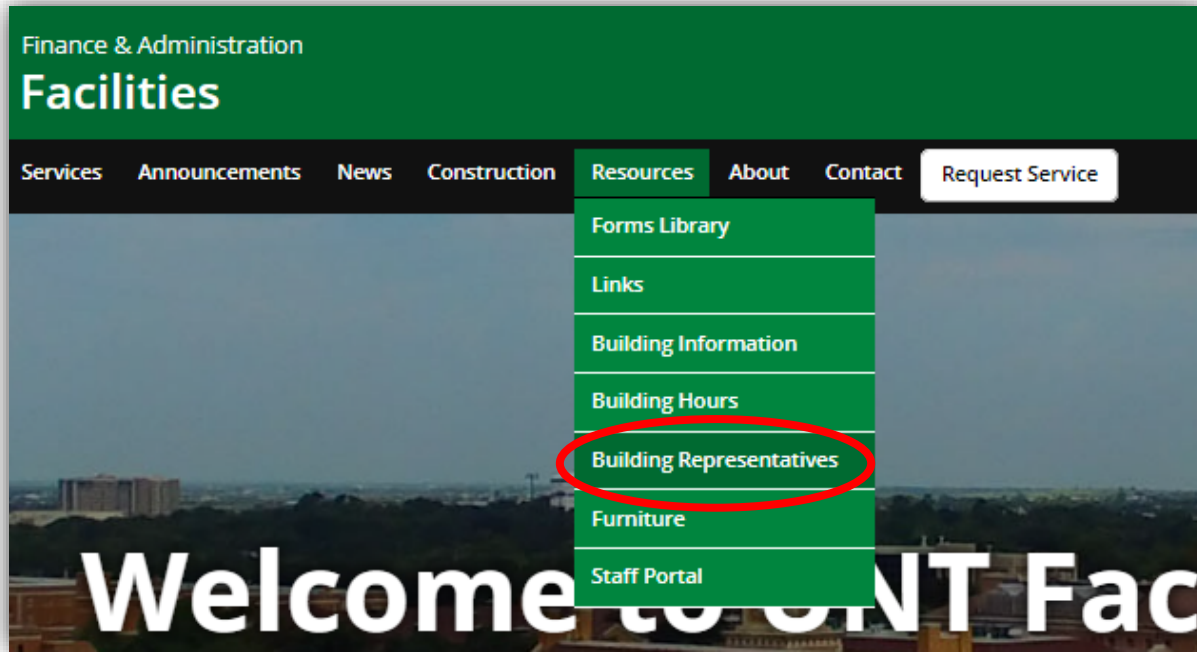 Finance & Administration
Facilities
Services Announcements News Construction Resources About Contact Request Service
Forms Library
Links
Building Information
Building Hours
Building Representatives
Furniture
Staff Portal
Welcome to UNT Fac